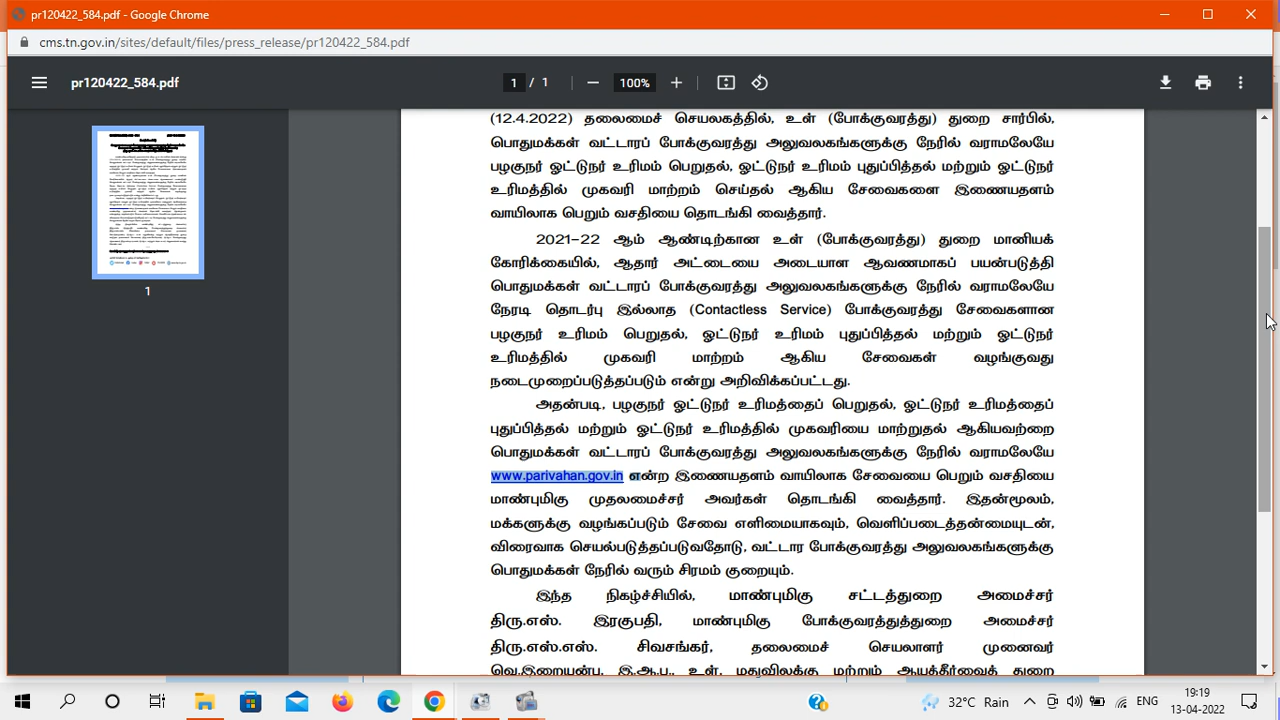 pr120422_584.pdf - Google Chrome
cms.tn.gov.in/sites/default/files/press_release/pr120422_584.pdf
pr120422_584.pdf
1 / 1
100%
(12.4.2022) தலைமைச் செயலகத்தில், உள் (போக்குவரத்து) துறை சார்பில்,
பொதுமக்கள் வட்டாரப் போக்குவரத்து அலுவலகங்களுக்கு நேரில் வராமலேயே
பழகுநர் ஓட்டுநர் உரிமம் பெறுதல், ஓட்டுநர் உரிமம் புதுப்பித்தல் மற்றும் ஓட்டுநர்
உரிமத்தில் முகவரி மாற்றம் செய்தல் ஆகிய சேவைகளை இணையதளம்
வாயிலாக பெறும் வசதியை தொடங்கி வைத்தார்.
2021-22 ஆம் ஆண்டிற்கான உள் (போக்குவரத்து) துறை மானியக்
கோரிக்கையில், ஆதார் அட்டையை அடையாள ஆவணமாகப் பயன்படுத்தி
பொதுமக்கள் வட்டாரப் போக்குவரத்து அலுவலகங்களுக்கு நேரில் வராமலேயே
நேரடி தொடர்பு இல்லாத (Contactless Service) போக்குவரத்து சேவைகளான
பழகுநர் உரிமம் பெறுதல், ஓட்டுநர் உரிமம் புதுப்பித்தல் மற்றும் ஓட்டுநர்
உரிமத்தில் முகவரி மாற்றம் ஆகிய சேவைகள் வழங்குவது
நடைமுறைப்படுத்தப்படும் என்று அறிவிக்கப்பட்டது.
அதன்படி, பழகுநர் ஓட்டுநர் உரிமத்தைப் பெறுதல், ஓட்டுநர் உரிமத்தைப்
புதுப்பித்தல் மற்றும் ஓட்டுநர் உரிமத்தில் முகவரியை மாற்றுதல் ஆகியவற்றை
பொதுமக்கள் வட்டாரப் போக்குவரத்து அலுவலகங்களுக்கு நேரில் வராமலேயே
www.parivahan.gov.in என்ற இணையதளம் வாயிலாக சேவையை பெறும் வசதியை
மாண்புமிகு முதலமைச்சர் அவர்கள் தொடங்கி வைத்தார். இதன்மூலம்,
மக்களுக்கு வழங்கப்படும் சேவை எளிமையாகவும், வெளிப்படைத்தன்மையுடன்,
விரைவாக செயல்படுத்தப்படுவதோடு, வட்டார போக்குவரத்து அலுவலகங்களுக்கு
பொதுமக்கள் நேரில் வரும் சிரமம் குறையும்.
இந்த நிகழ்ச்சியில், மாண்புமிகு சட்டத்துறை அமைச்சர்
திரு.எஸ். இரகுபதி, மாண்புமிகு போக்குவரத்துத்துறை அமைச்சர்
திரு.எஸ்.எஸ். சிவசங்கர், தலைமைச் செயலாளர் முனைவர்
வெ.இறையன்பு, இ.ஆ.ப., உள், மதுவிலக்கு மற்றும் ஆயத்தீர்வைத் துறை
1
32°C Rain
ENG
19:19
13-04-2022